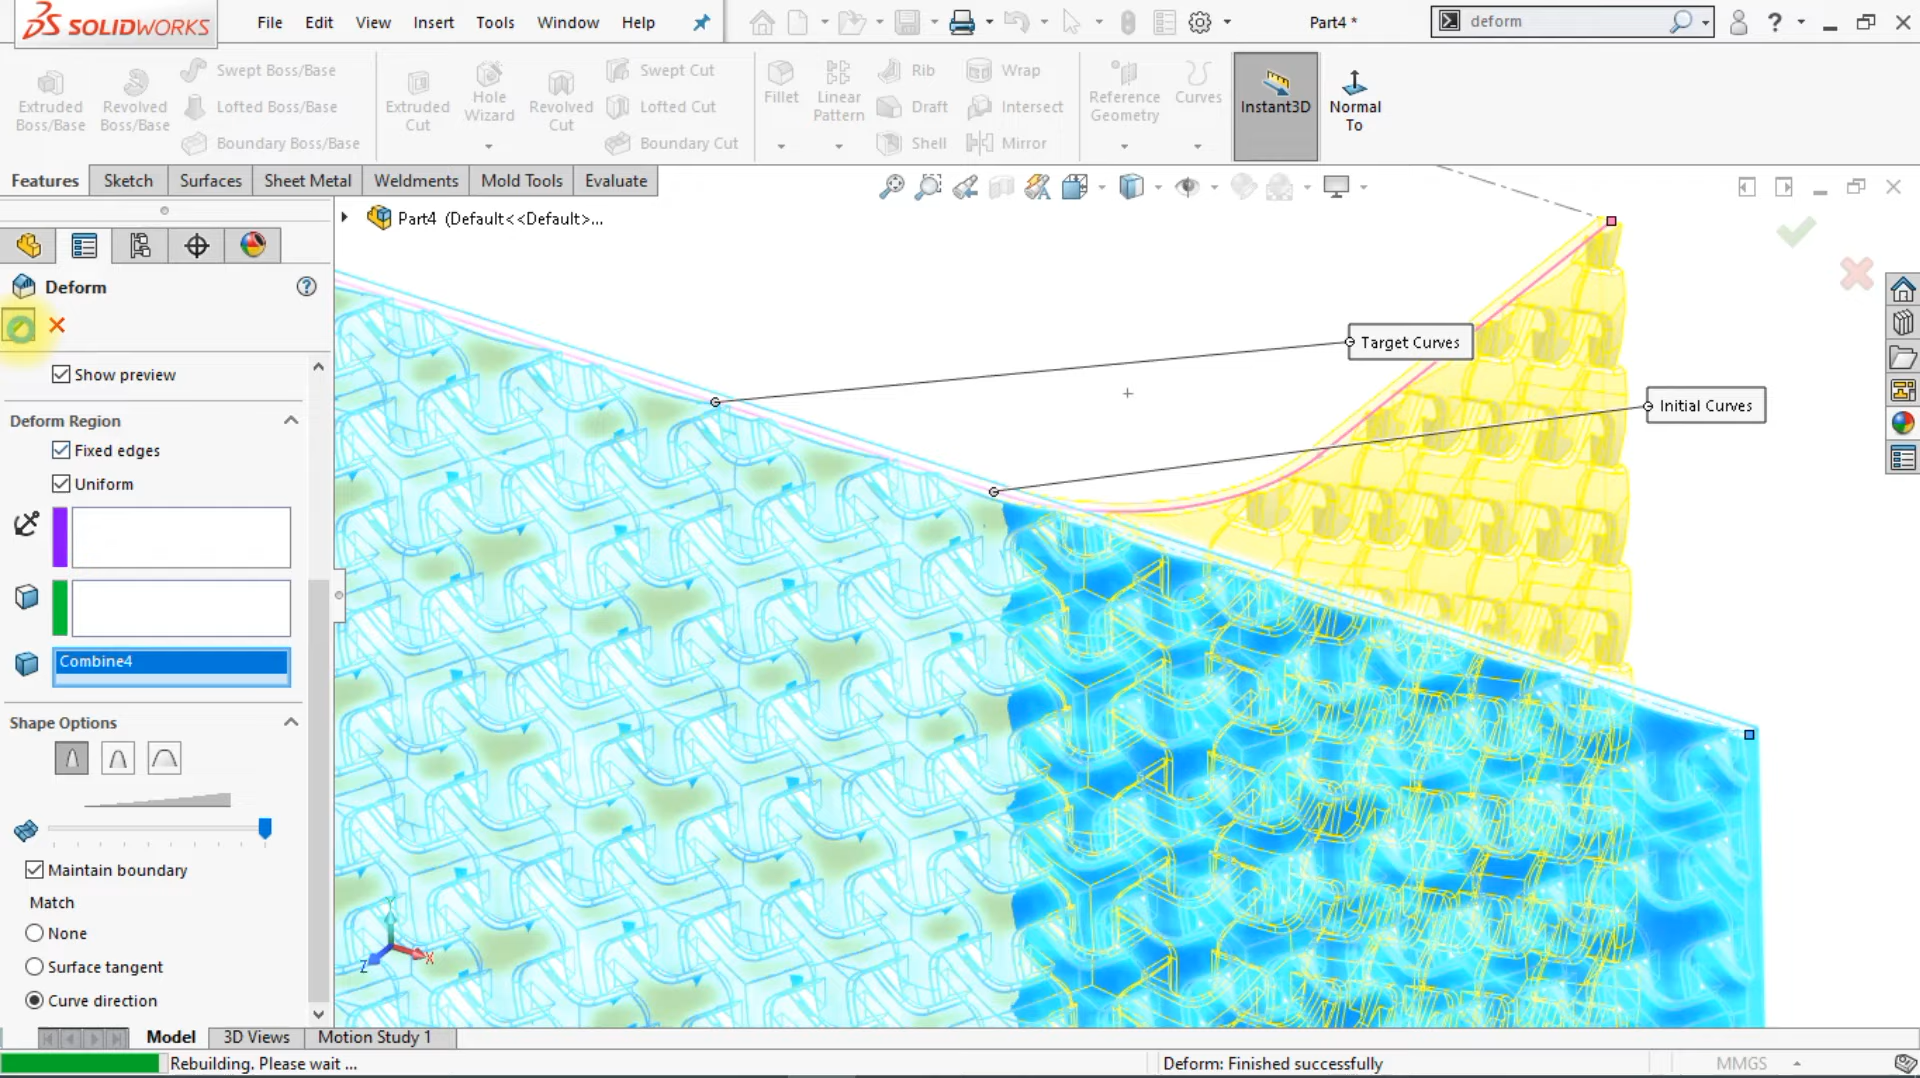 SOLIDWORKS File Edit View Insert Tools Window Help Part4 * deform ?
Extruded Boss/Base
Revolved Boss/Base
Swept Boss/Base
Lofted Boss/Base
Boundary Boss/Base
Extruded Cut
Hole Wizard
Revolved Cut
Swept Cut
Lofted Cut
Boundary Cut
Fillet
Linear Pattern
Rib
Draft
Shell
Wrap
Intersect
Mirror
Reference Geometry
Curves
Instant3D
Normal To
Features Sketch Surfaces Sheet Metal Weldments Mold Tools Evaluate
Part4 (Default<<Default>...
Deform ?
Show preview
Deform Region
Fixed edges
Uniform
Combine4
Shape Options
Maintain boundary
Match
None
Surface tangent
Curve direction
Target Curves
Initial Curves
Y
X
Z
Model 3D Views Motion Study 1
Rebuilding. Please wait ... Deform: Finished successfully MMGS